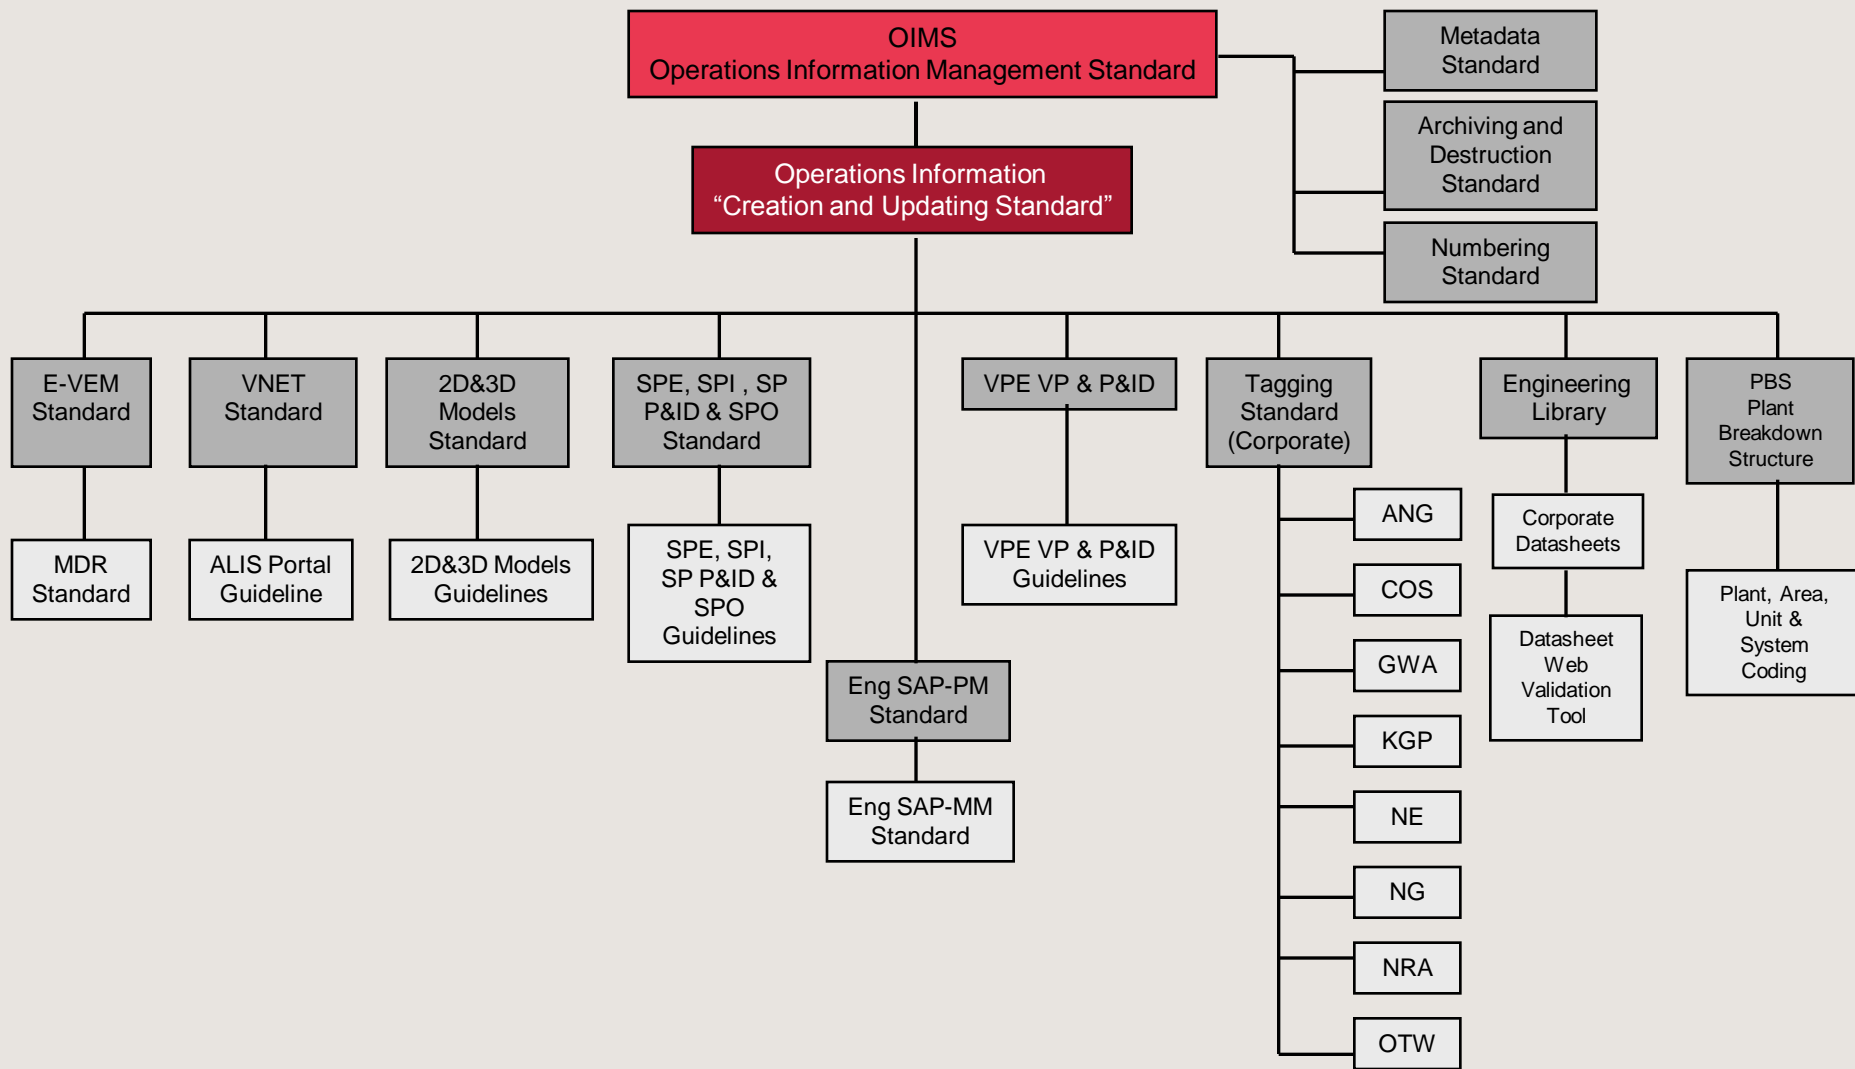 OIMS
Operations Information Management Standard
Metadata
Standard
Archiving and
Destruction
Standard
Numbering
Standard
Operations Information
“Creation and Updating Standard”
E-VEM
Standard
VNET
Standard
2D&3D
Models
Standard
SPE, SPI , SP
P&ID & SPO
Standard
VPE VP & P&ID
Tagging
Standard
(Corporate)
Engineering
Library
PBS
Plant
Breakdown
Structure
MDR
Standard
ALIS Portal
Guideline
2D&3D Models
Guidelines
SPE, SPI,
SP P&ID &
SPO
Guidelines
VPE VP & P&ID
Guidelines
Eng SAP-PM
Standard
Eng SAP-MM
Standard
ANG
COS
GWA
KGP
NE
NG
NRA
OTW
Corporate
Datasheets
Datasheet
Web
Validation
Tool
Plant, Area,
Unit &
System
Coding